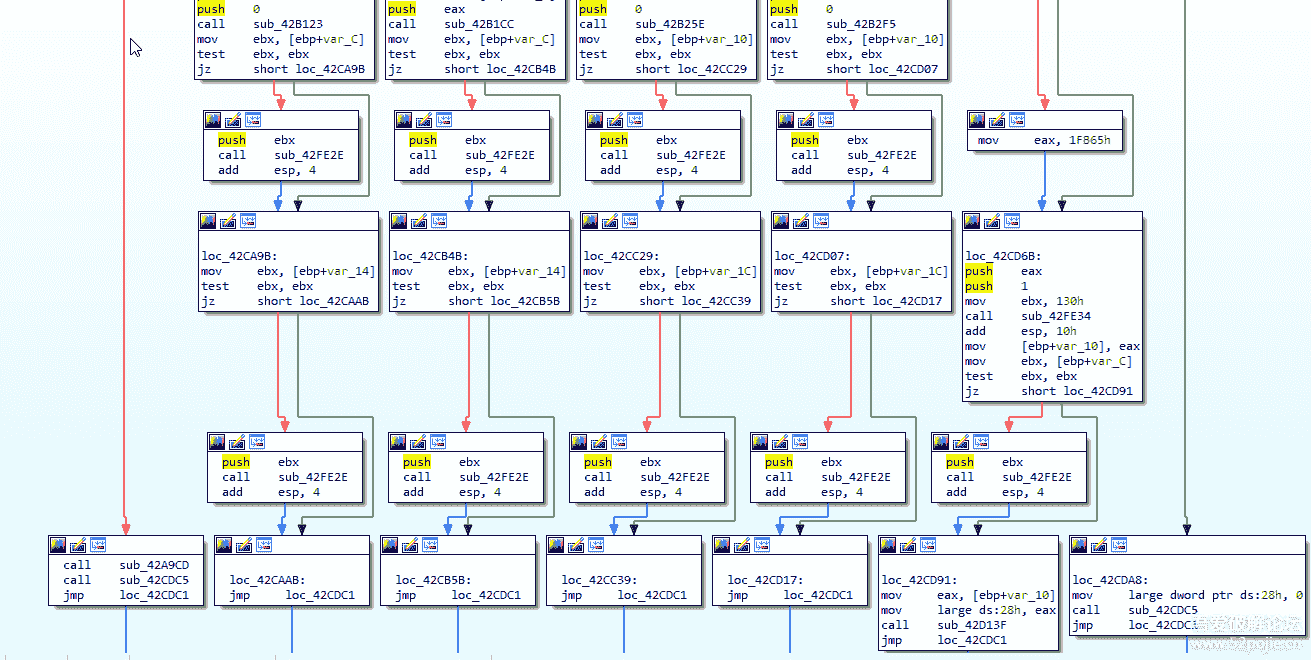 push 0
call sub_42B123
mov ebx, [ebp+var_C]
test ebx, ebx
jz short loc_42CA9B
push eax
call sub_42B1CC
mov ebx, [ebp+var_C]
test ebx, ebx
jz short loc_42CB4B
push 0
call sub_42B25E
mov ebx, [ebp+var_10]
test ebx, ebx
jz short loc_42CC29
push 0
call sub_42B2F5
mov ebx, [ebp+var_10]
test ebx, ebx
jz short loc_42CD07
push ebx
call sub_42FE2E
add esp, 4
push ebx
call sub_42FE2E
add esp, 4
push ebx
call sub_42FE2E
add esp, 4
push ebx
call sub_42FE2E
add esp, 4
mov eax, 1F865h
loc_42CA9B:
mov ebx, [ebp+var_14]
test ebx, ebx
jz short loc_42CAAB
loc_42CB4B:
mov ebx, [ebp+var_14]
test ebx, ebx
jz short loc_42CB5B
loc_42CC29:
mov ebx, [ebp+var_1C]
test ebx, ebx
jz short loc_42CC39
loc_42CD07:
mov ebx, [ebp+var_1C]
test ebx, ebx
jz short loc_42CD17
loc_42CD6B:
push eax
push 1
mov ebx, 130h
call sub_42FE34
add esp, 10h
mov [ebp+var_10], eax
mov ebx, [ebp+var_C]
test ebx, ebx
jz short loc_42CD91
push ebx
call sub_42FE2E
add esp, 4
push ebx
call sub_42FE2E
add esp, 4
push ebx
call sub_42FE2E
add esp, 4
push ebx
call sub_42FE2E
add esp, 4
push ebx
call sub_42FE2E
add esp, 4
call sub_42A9CD
call sub_42CDC5
jmp loc_42CDC1
loc_42CAAB:
jmp loc_42CDC1
loc_42CB5B:
jmp loc_42CDC1
loc_42CC39:
jmp loc_42CDC1
loc_42CD17:
jmp loc_42CDC1
loc_42CD91:
mov eax, [ebp+var_10]
mov large ds:28h, eax
call sub_42D13F
jmp loc_42CDC1
loc_42CDA8:
mov large dword ptr ds:28h, 0
call sub_42CDC5
jmp